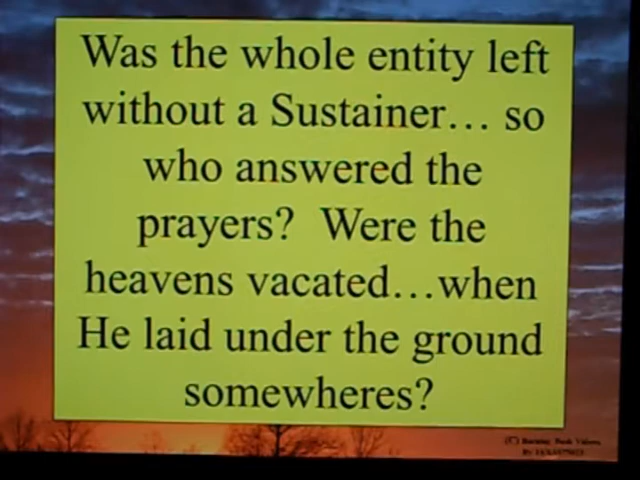 Was the whole entity left
without a Sustainer… so
who answered the
prayers?  Were the
heavens vacated…when
He laid under the ground
somewheres?